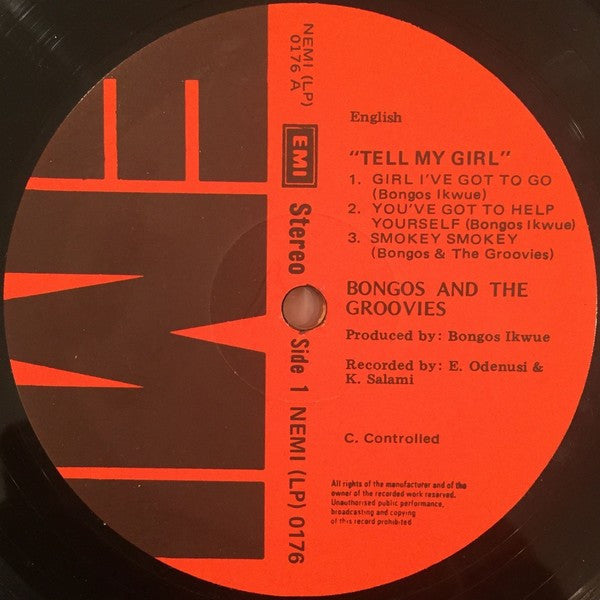 NEMI (LP)
0176 A
EMI
Stereo
Side 1 NEMI (LP) 0176
EMI
English
"TELL MY GIRL"
1. GIRL I'VE GOT TO GO
(Bongos Ikwue)
2. YOU'VE GOT TO HELP
YOURSELF (Bongos Ikwue)
3. SMOKEY SMOKEY
(Bongos & The Groovies)
BONGOS AND THE
GROOVIES
Produced by: Bongos Ikwue
Recorded by: E. Odenusi &
K. Salami
C. Controlled
All rights of the manufacturer and of the
owner of the recorded work reserved.
Unauthorised public performance,
broadcasting and copying
of this record prohibited